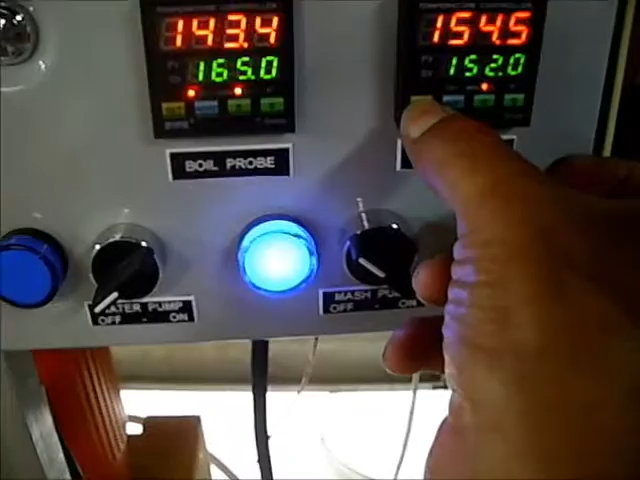 143.4
165.0
154.5
152.0
BOIL PROBE
WATER PUMP
OFF ON
MASH PU
OFF ON